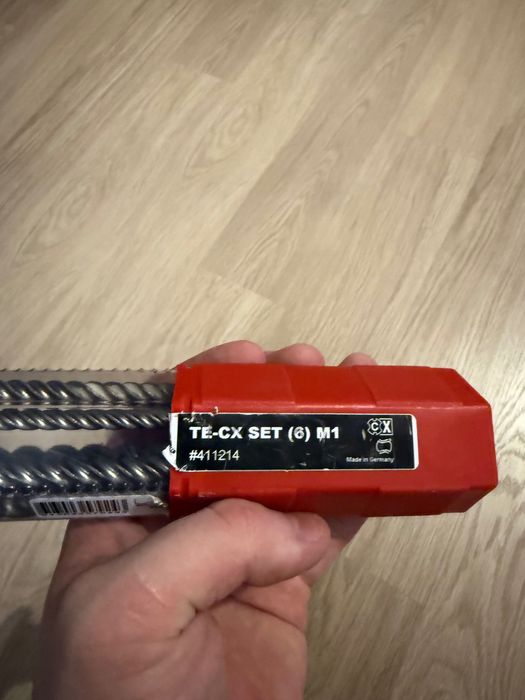 TE-CX SET (6) M1
#411214
CX
Made in Germany